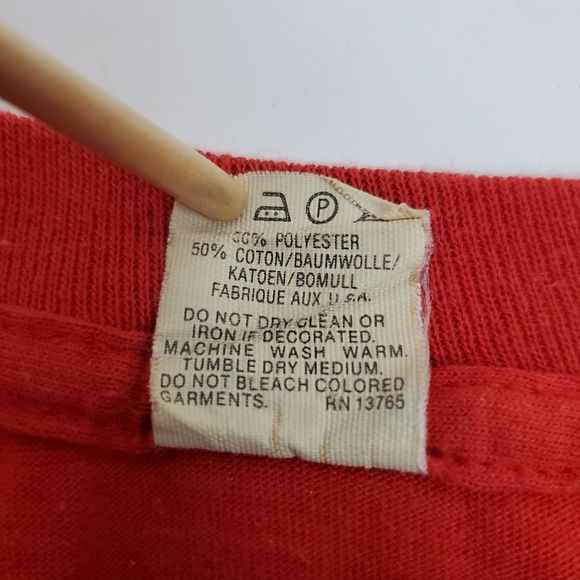 P
50% POLYESTER
50% COTON/BAUMWOLLE/
KATOEN/BOMULL
FABRIQUE AUX U.S.A.
DO NOT DRY CLEAN OR
IRON IF DECORATED.
MACHINE WASH WARM.
TUMBLE DRY MEDIUM.
DO NOT BLEACH COLORED
GARMENTS. RN 13765